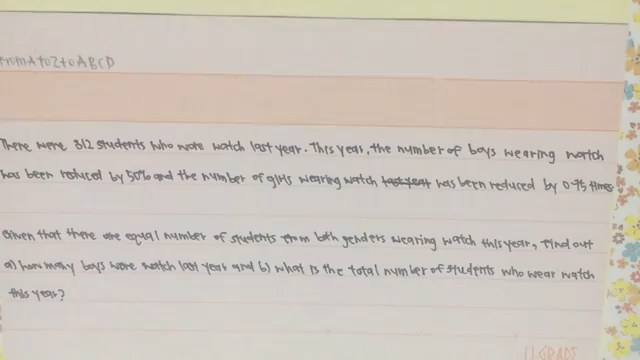 From A to Z to ABCD
There were 312 students who wore watch last year. This year, the number of boys wearing watch
has been reduced by 50% and the number of girls wearing watch has been reduced by 0.75 times
Given that there are equal number of students from both genders wearing watch this year, find out
a) how many boys wore watch last year and b) what is the total number of students who wear watch
this year?